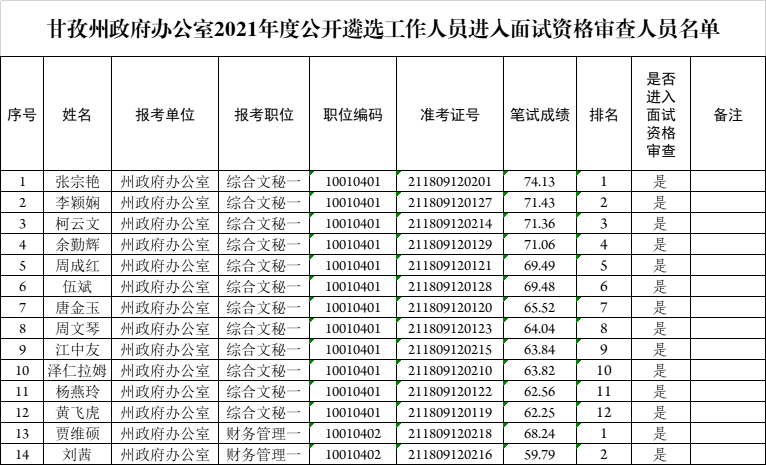 甘孜州政府办公室2021年度公开遴选工作人员进入面试资格审查人员名单
序号 姓名 报考单位 报考职位 职位编码 准考证号 笔试成绩 排名 是否进入面试资格审查 备注
1 张宗艳 州政府办公室 综合文秘一 10010401 211809120201 74.13 1 是
2 李颖娴 州政府办公室 综合文秘一 10010401 211809120127 71.43 2 是
3 柯云文 州政府办公室 综合文秘一 10010401 211809120214 71.36 3 是
4 余勤辉 州政府办公室 综合文秘一 10010401 211809120129 71.06 4 是
5 周成红 州政府办公室 综合文秘一 10010401 211809120121 69.49 5 是
6 伍斌 州政府办公室 综合文秘一 10010401 211809120128 69.48 6 是
7 唐金玉 州政府办公室 综合文秘一 10010401 211809120120 65.52 7 是
8 周文琴 州政府办公室 综合文秘一 10010401 211809120123 64.04 8 是
9 江中友 州政府办公室 综合文秘一 10010401 211809120215 63.84 9 是
10 泽仁拉姆 州政府办公室 综合文秘一 10010401 211809120210 63.82 10 是
11 杨燕玲 州政府办公室 综合文秘一 10010401 211809120122 62.56 11 是
12 黄飞虎 州政府办公室 综合文秘一 10010401 211809120119 62.25 12 是
13 贾维硕 州政府办公室 财务管理一 10010402 211809120218 68.24 1 是
14 刘茜 州政府办公室 财务管理一 10010402 211809120216 59.79 2 是